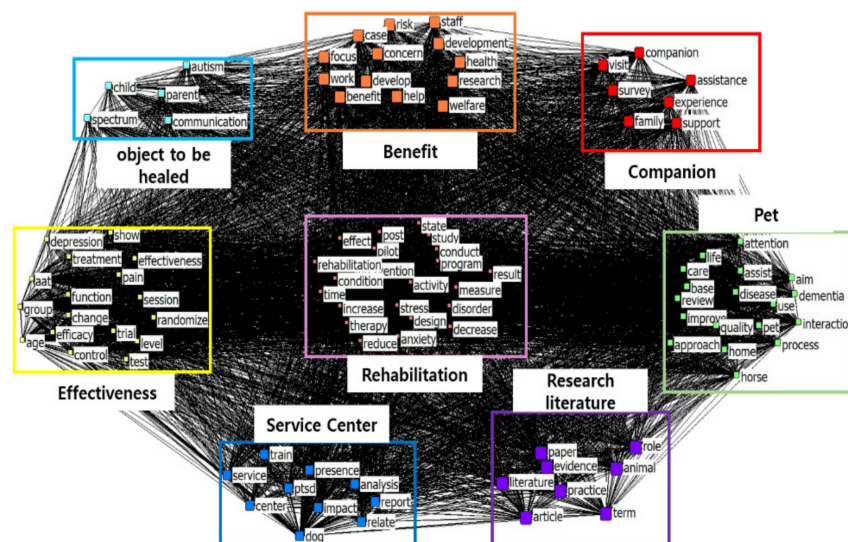 risk
staff
case
development
focus
concern
health
work
develop
research
benefit
help
welfare
Benefit
autism
child
parent
spectrum
communication
object to be
healed
companion
visit
assistance
survey
experience
family
support
Companion
depression
show
treatment
effectiveness
aat
pain
function
session
group
change
randomize
efficacy
trial
age
level
control
test
Effectiveness
state
post
study
effect
pilot
conduct
program
rehabilitation
vention
result
condition
activity
time
measure
increase
stress
disorder
therapy
design
decrease
reduce
anxiety
Rehabilitation
Pet
attention
life
care
assist
aim
base
disease
dementia
review
use
improve
quality
pet
interaction
approach
home
process
horse
Service Center
train
service
presence
ptsd
analysis
center
impact
report
relate
dog
Research
literature
role
paper
evidence
animal
literature
practice
article
term